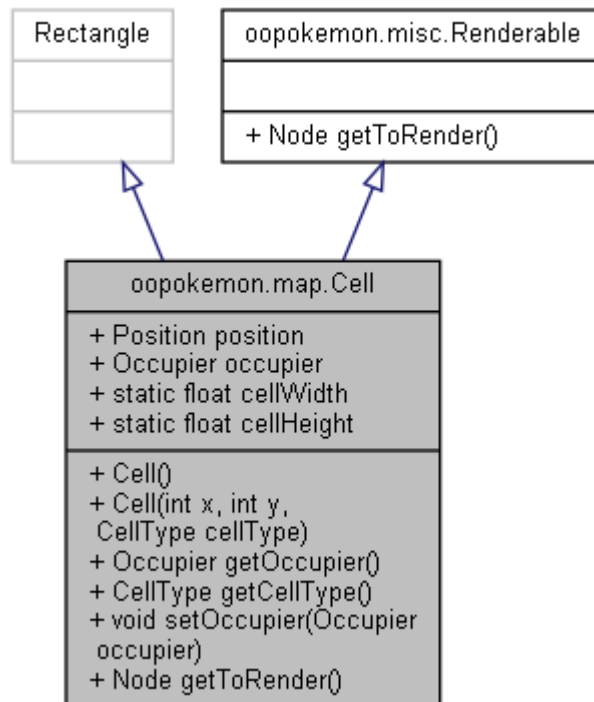 Rectangle
oopokemon.misc.Renderable
+ Node getToRender()
oopokemon.map.Cell
+ Position position
+ Occupier occupier
+ static float cellWidth
+ static float cellHeight
+ Cell()
+ Cell(int x, int y,
CellType cellType)
+ Occupier getOccupier()
+ CellType getCellType()
+ void setOccupier(Occupier
occupier)
+ Node getToRender()